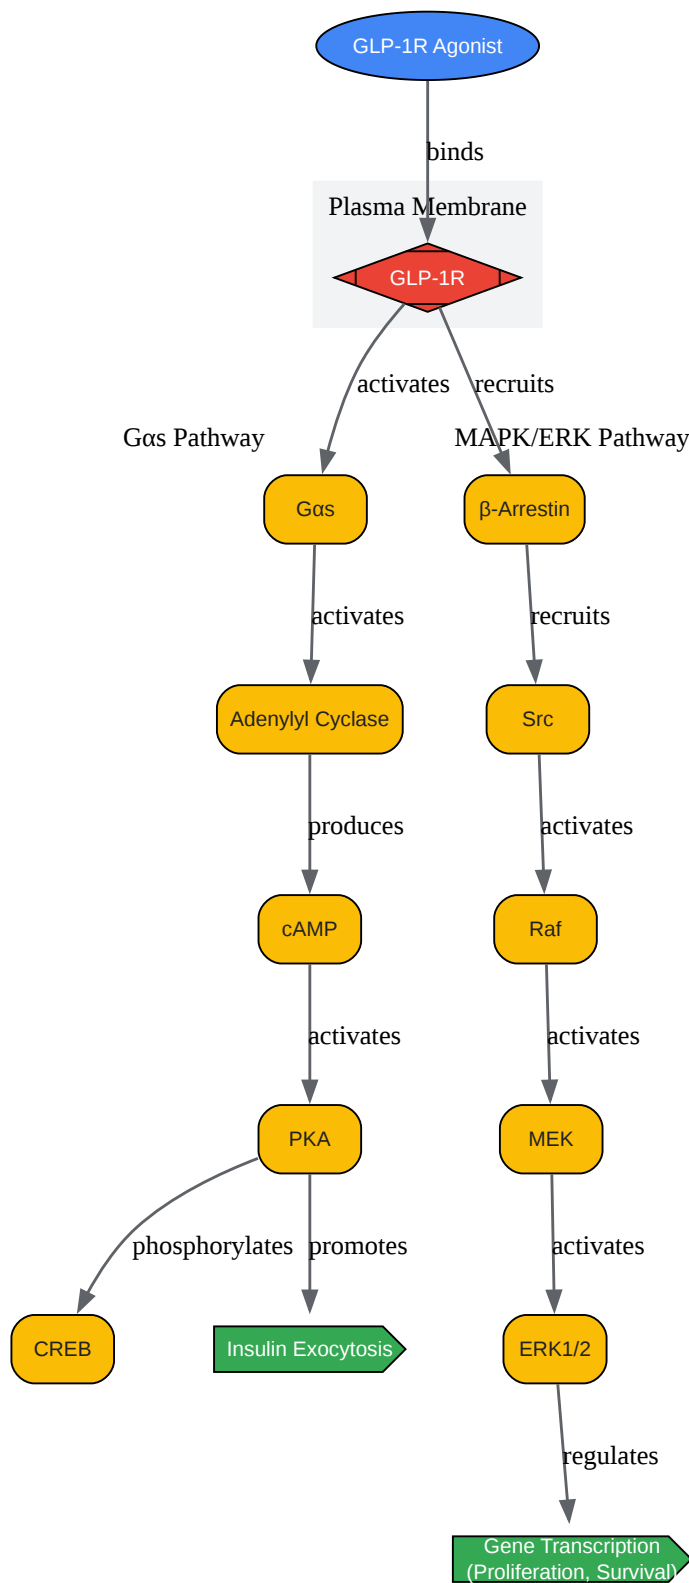 GLP-1R Agonist
binds
Plasma Membrane
GLP-1R
activates
recruits
Gαs Pathway
MAPK/ERK Pathway
Gαs
β-Arrestin
activates
recruits
Adenylyl Cyclase
Src
produces
activates
cAMP
Raf
activates
activates
PKA
MEK
phosphorylates
promotes
activates
CREB
Insulin Exocytosis
ERK1/2
regulates
Gene Transcription
(Proliferation, Survival)